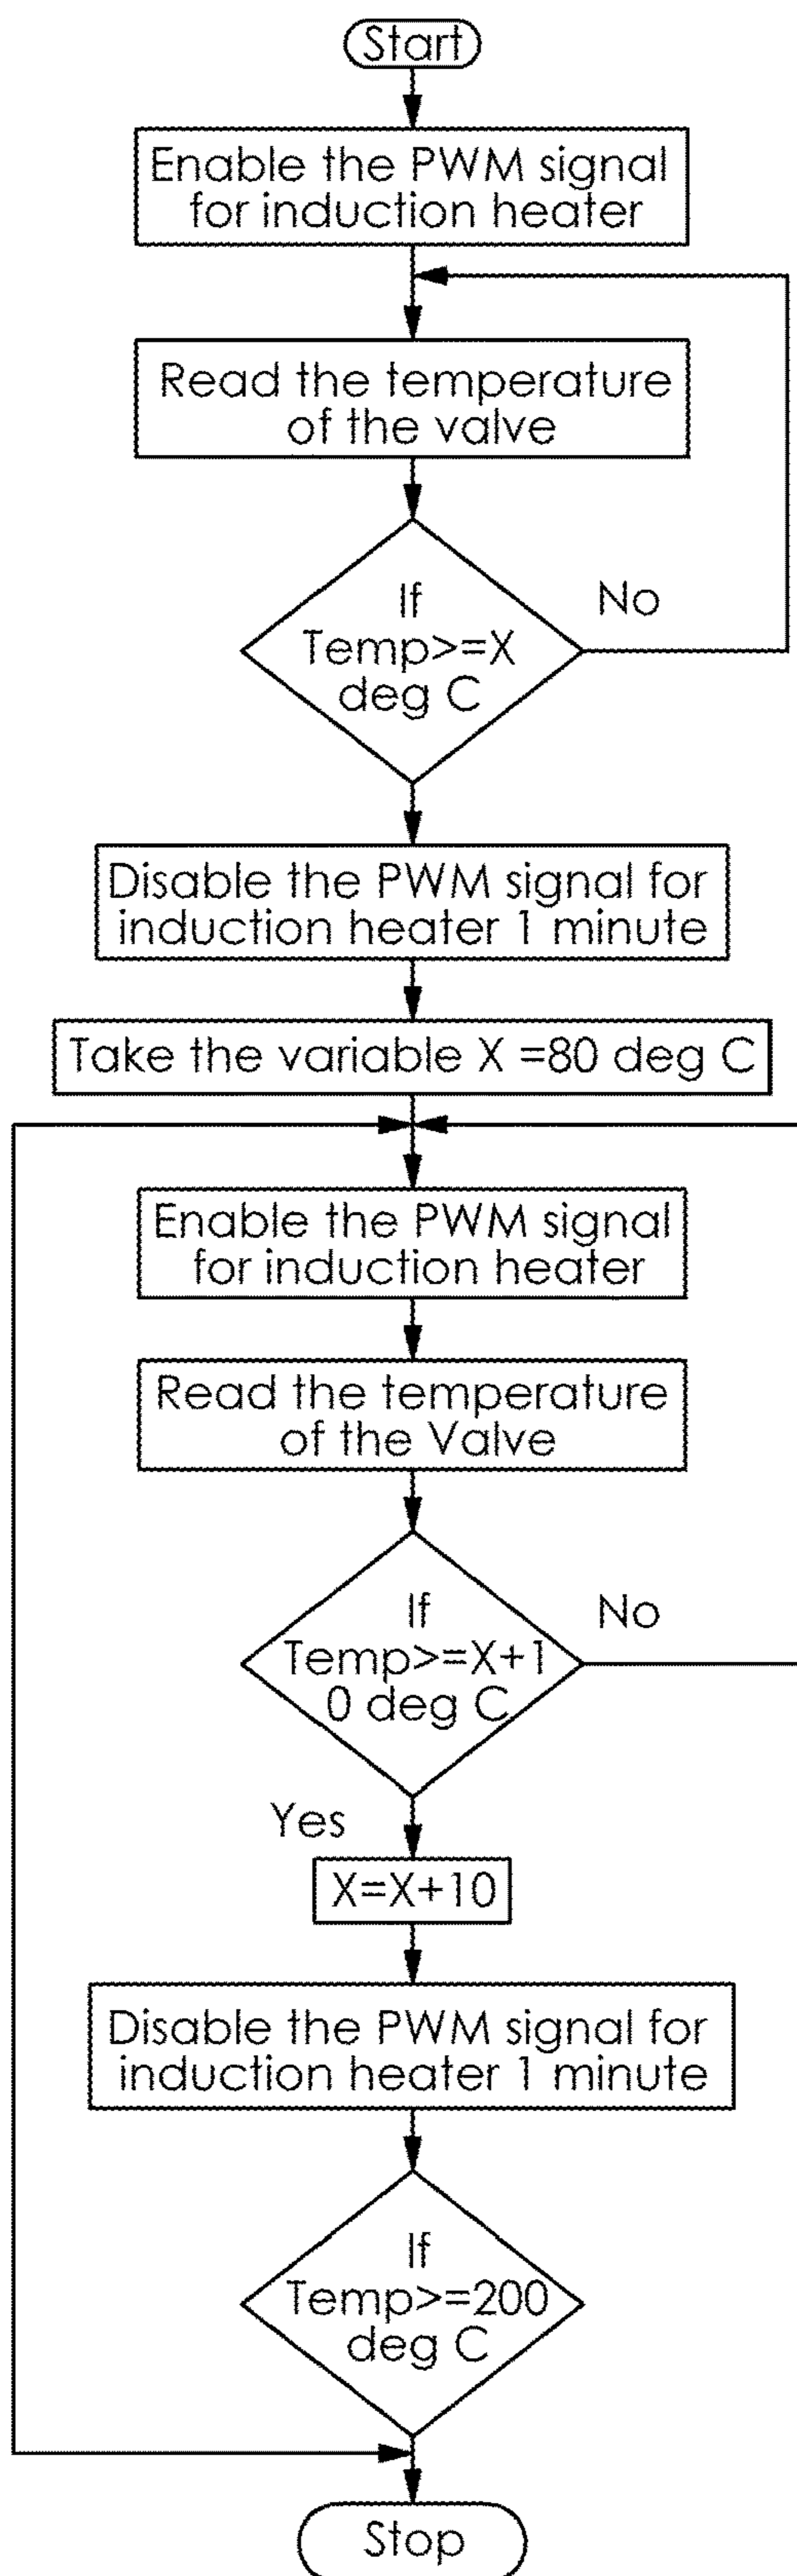 Start
Enable the PWM signal
for induction heater
Read the temperature
of the valve
If
Temp>=X
deg C
No
Disable the PWM signal for
induction heater 1 minute
Take the variable X =80 deg C
Enable the PWM signal
for induction heater
Read the temperature
of the Valve
If
Temp>=X+1
0 deg C
No
Yes
X=X+10
Disable the PWM signal for
induction heater 1 minute
If
Temp>=200
deg C
Stop